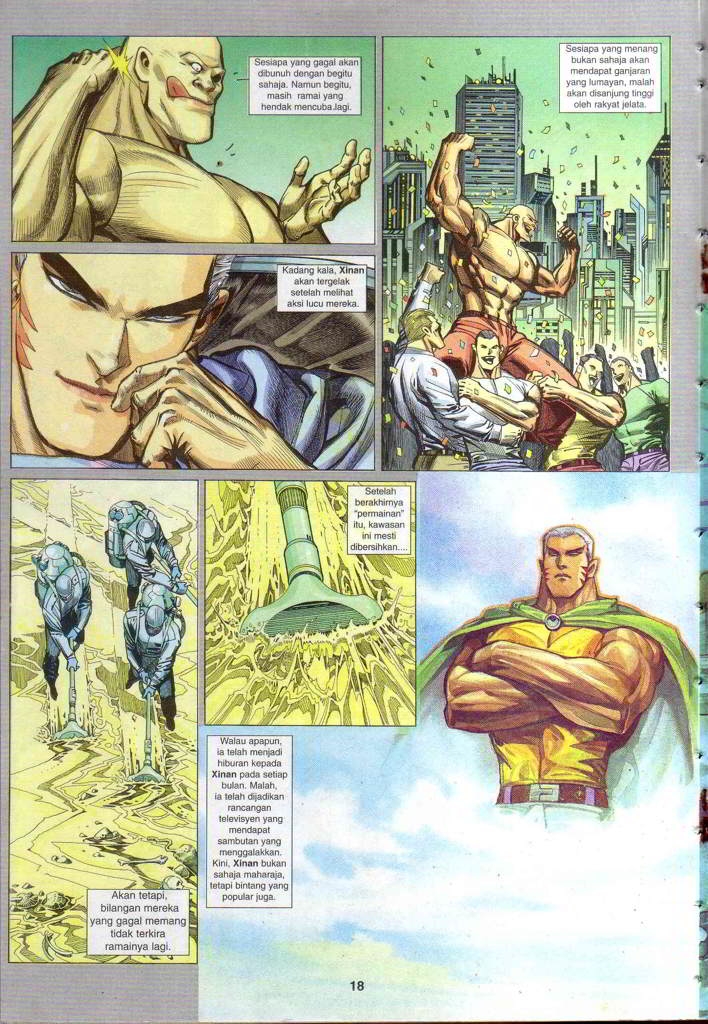 Sesiapa yang gagal akan
dibunuh dengan begitu
sahaja. Namun begitu,
masih ramai yang
hendak mencuba.lagi.
Sesiapa yang menang
bukan sahaja akan
mendapat ganjaran
yang lumayan, malah
akan disanjung tinggi
oleh rakyat jelata.
Kadang kala, Xinan
akan tergelak
setelah melihat
aksi lucu mereka.
Akan tetapi,
bilangan mereka
yang gagal memang
tidak terkira
ramainya lagi.
Setelah
berakhirnya
“permainan”
itu, kawasan
ini mesti
dibersihkan....
Walau apapun,
ia telah menjadi
hiburan kepada
Xinan pada setiap
bulan. Malah,
ia telah dijadikan
rancangan
televisyen yang
mendapat
sambutan yang
menggalakkan.
Kini, Xinan bukan
sahaja maharaja,
tetapi bintang yang
popular juga.
18